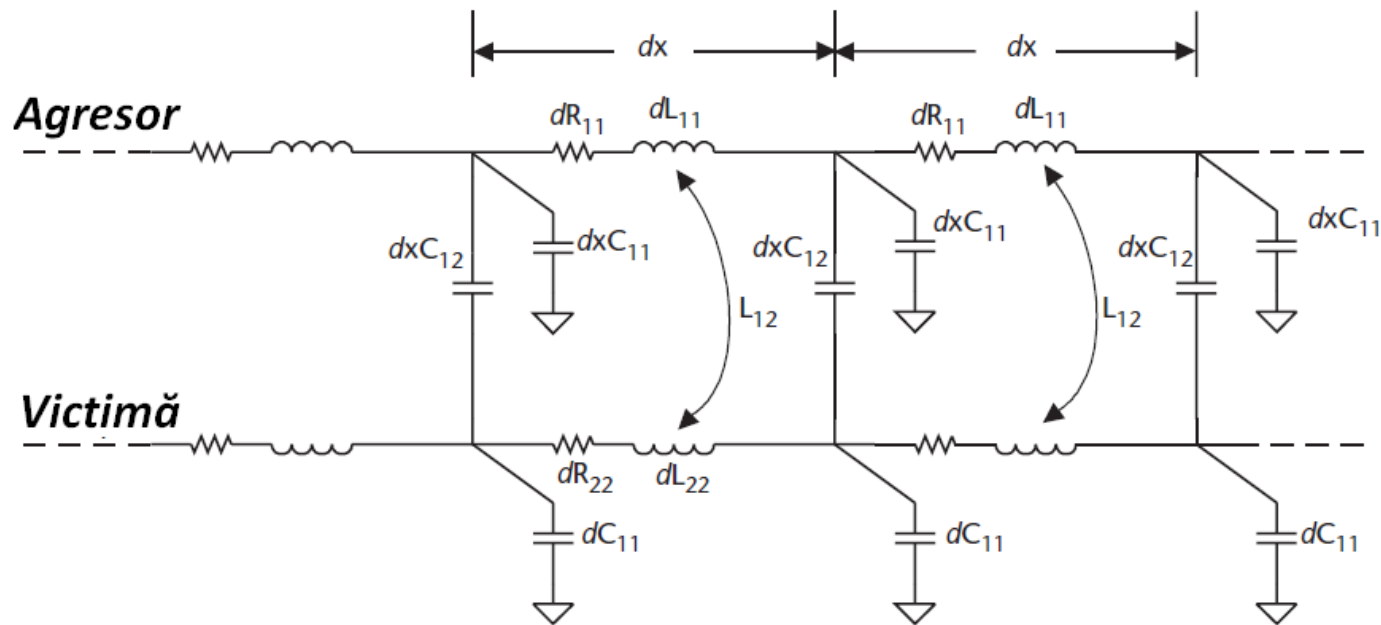 dx dx
Agresor
dR₁₁ dL₁₁ dR₁₁ dL₁₁
dxC₁₂ dxC₁₁ dxC₁₂ dxC₁₁ dxC₁₂ dxC₁₁
L₁₂ L₁₂
Victimă
dR₂₂ dL₂₂
dC₁₁ dC₁₁ dC₁₁